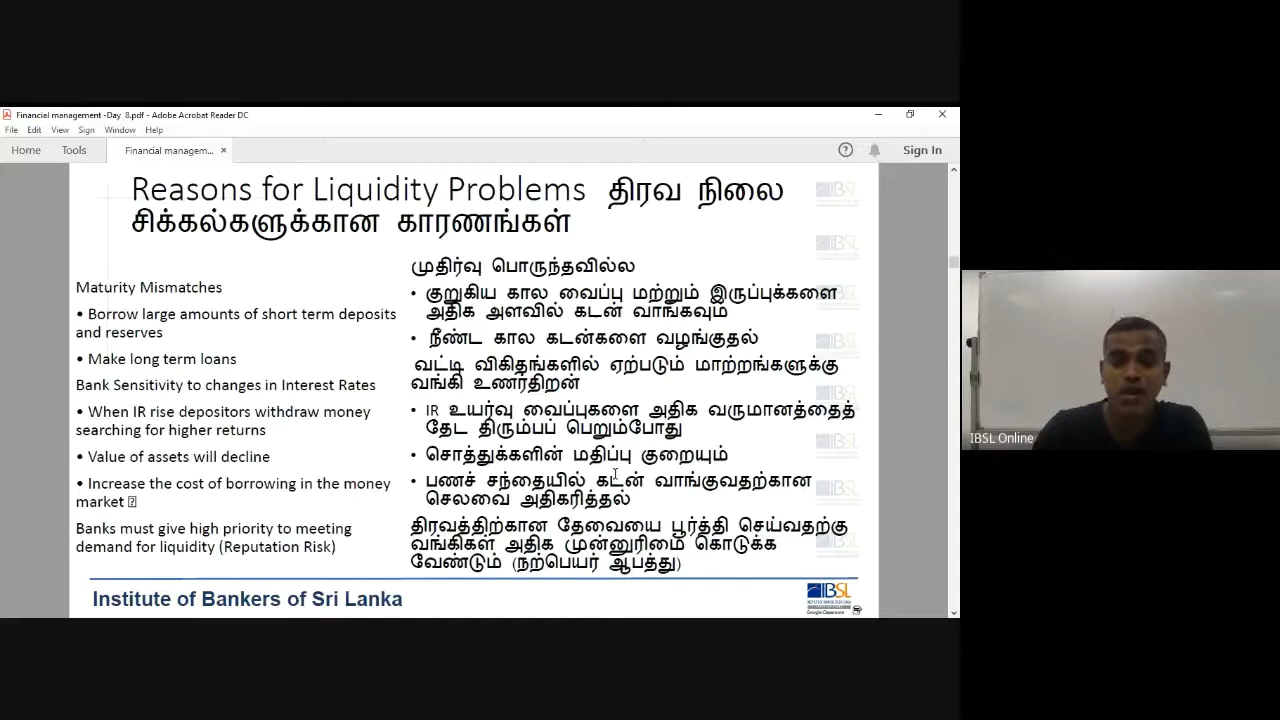 Financial management -Day 8.pdf - Adobe Acrobat Reader DC
File Edit View Sign Window Help
Home Tools Financial managem... × Sign In
Reasons for Liquidity Problems திரவ நிலை
சிக்கல்களுக்கான காரணங்கள்
Maturity Mismatches
• Borrow large amounts of short term deposits
and reserves
• Make long term loans
Bank Sensitivity to changes in Interest Rates
• When IR rise depositors withdraw money
searching for higher returns
• Value of assets will decline
• Increase the cost of borrowing in the money
market
Banks must give high priority to meeting
demand for liquidity (Reputation Risk)
முதிர்வு பொருந்தவில்ல
• குறுகிய கால வைப்பு மற்றும் இருப்புக்களை
அதிக அளவில் கடன் வாங்கவும்
• நீண்ட கால கடன்களை வழங்குதல்
வட்டி விகிதங்களில் ஏற்படும் மாற்றங்களுக்கு
வங்கி உணர்திறன்
• IR உயர்வு வைப்புகளை அதிக வருமானத்தைத்
தேட திரும்பப் பெறும்போது
• சொத்துக்களின் மதிப்பு குறையும்
• பணச் சந்தையில் கடன் வாங்குவதற்கான
செலவை அதிகரித்தல்
திரவத்திற்கான தேவையை பூர்த்தி செய்வதற்கு
வங்கிகள் அதிக முன்னுரிமை கொடுக்க
வேண்டும் (நற்பெயர் ஆபத்து)
Institute of Bankers of Sri Lanka
IBSL
IBSL Online